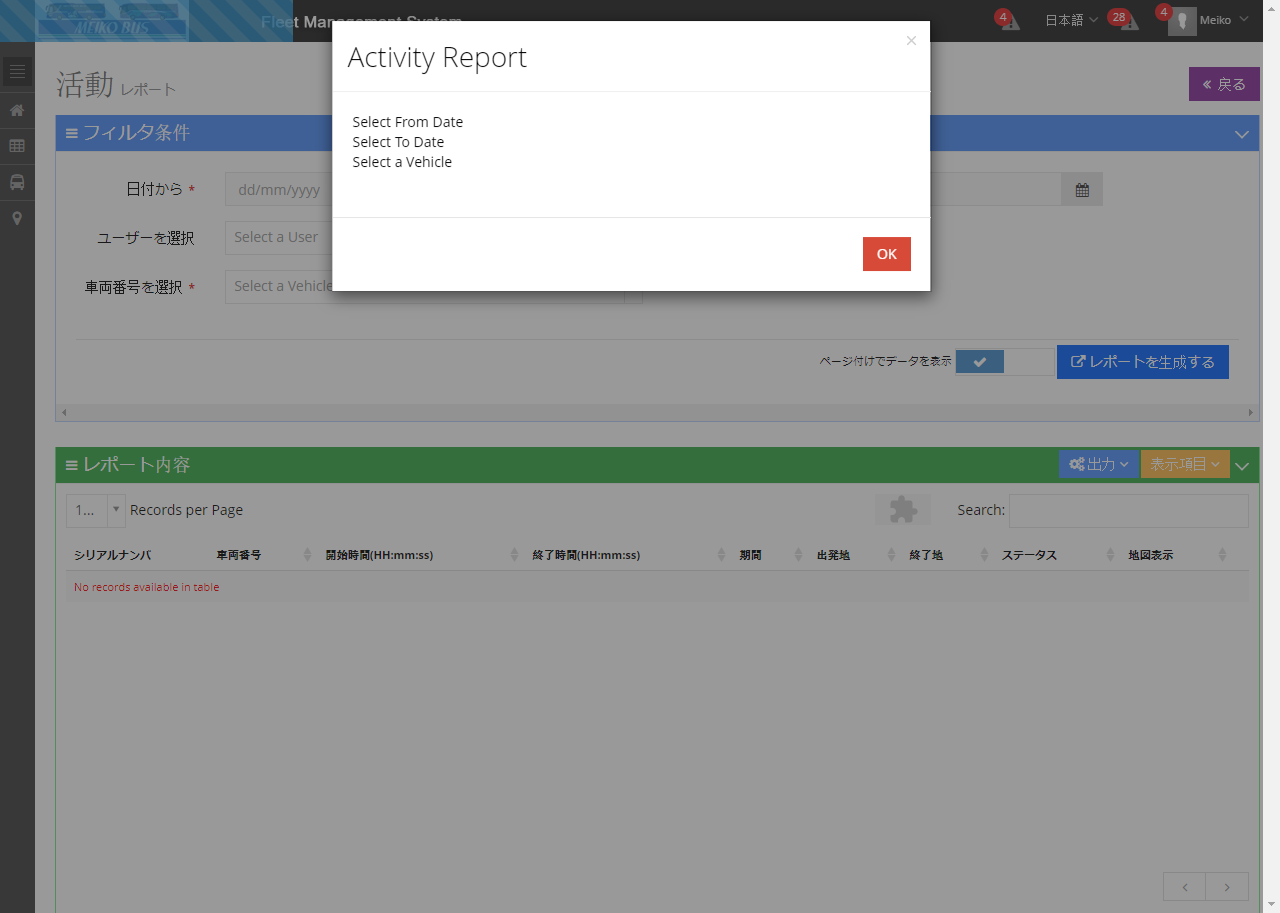 MEIKO BUS
Fleet Management System
4
日本語
28
4
Meiko
Activity Report
×
Select From Date
Select To Date
Select a Vehicle
OK
活動 レポート
« 戻る
フィルタ条件
日付から *
dd/mm/yyyy
ユーザーを選択
Select a User
車両番号を選択 *
Select a Vehicle
ページ付けでデータを表示
レポートを生成する
レポート内容
出力
表示項目
1...
Records per Page
Search:
シリアルナンバ 車両番号 開始時間(HH:mm:ss) 終了時間(HH:mm:ss) 期間 出発地 終了地 ステータス 地図表示
No records available in table